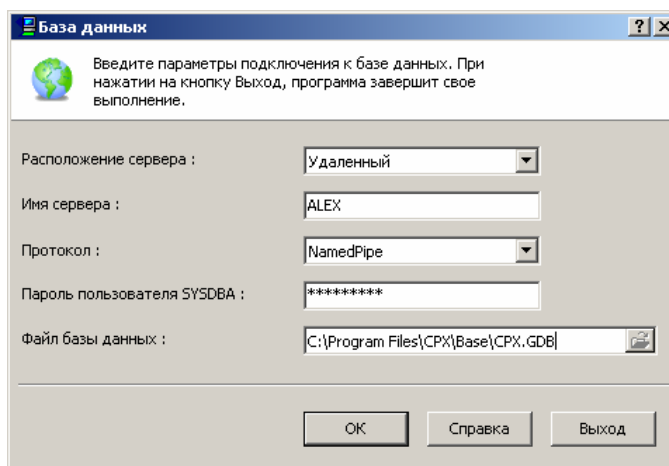 База данных
Введите параметры подключения к базе данных. При
нажатии на кнопку Выход, программа завершит свое
выполнение.
Расположение сервера : Удаленный
Имя сервера : ALEX
Протокол : NamedPipe
Пароль пользователя SYSDBA : *********
Файл базы данных : C:\Program Files\CPX\Base\CPX.GDB
OK Справка Выход